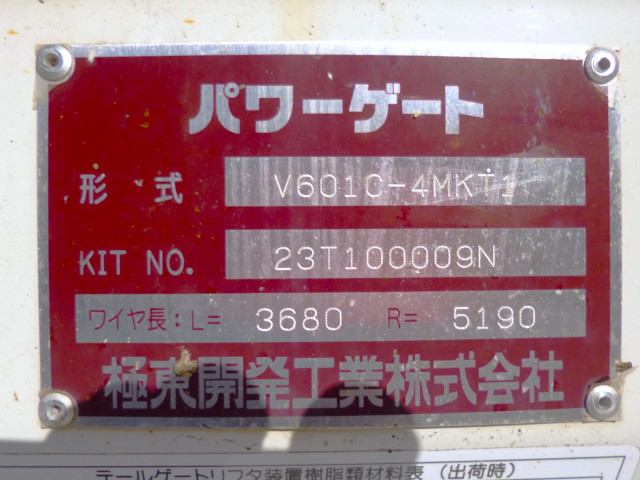 パワーゲート
形式 V601C-4MKT1
KIT NO. 23T100009N
ワイヤ長:L= 3680 R= 5190
極東開発工業株式会社
テールゲートリフタ装置樹脂類材料表 (出荷時)